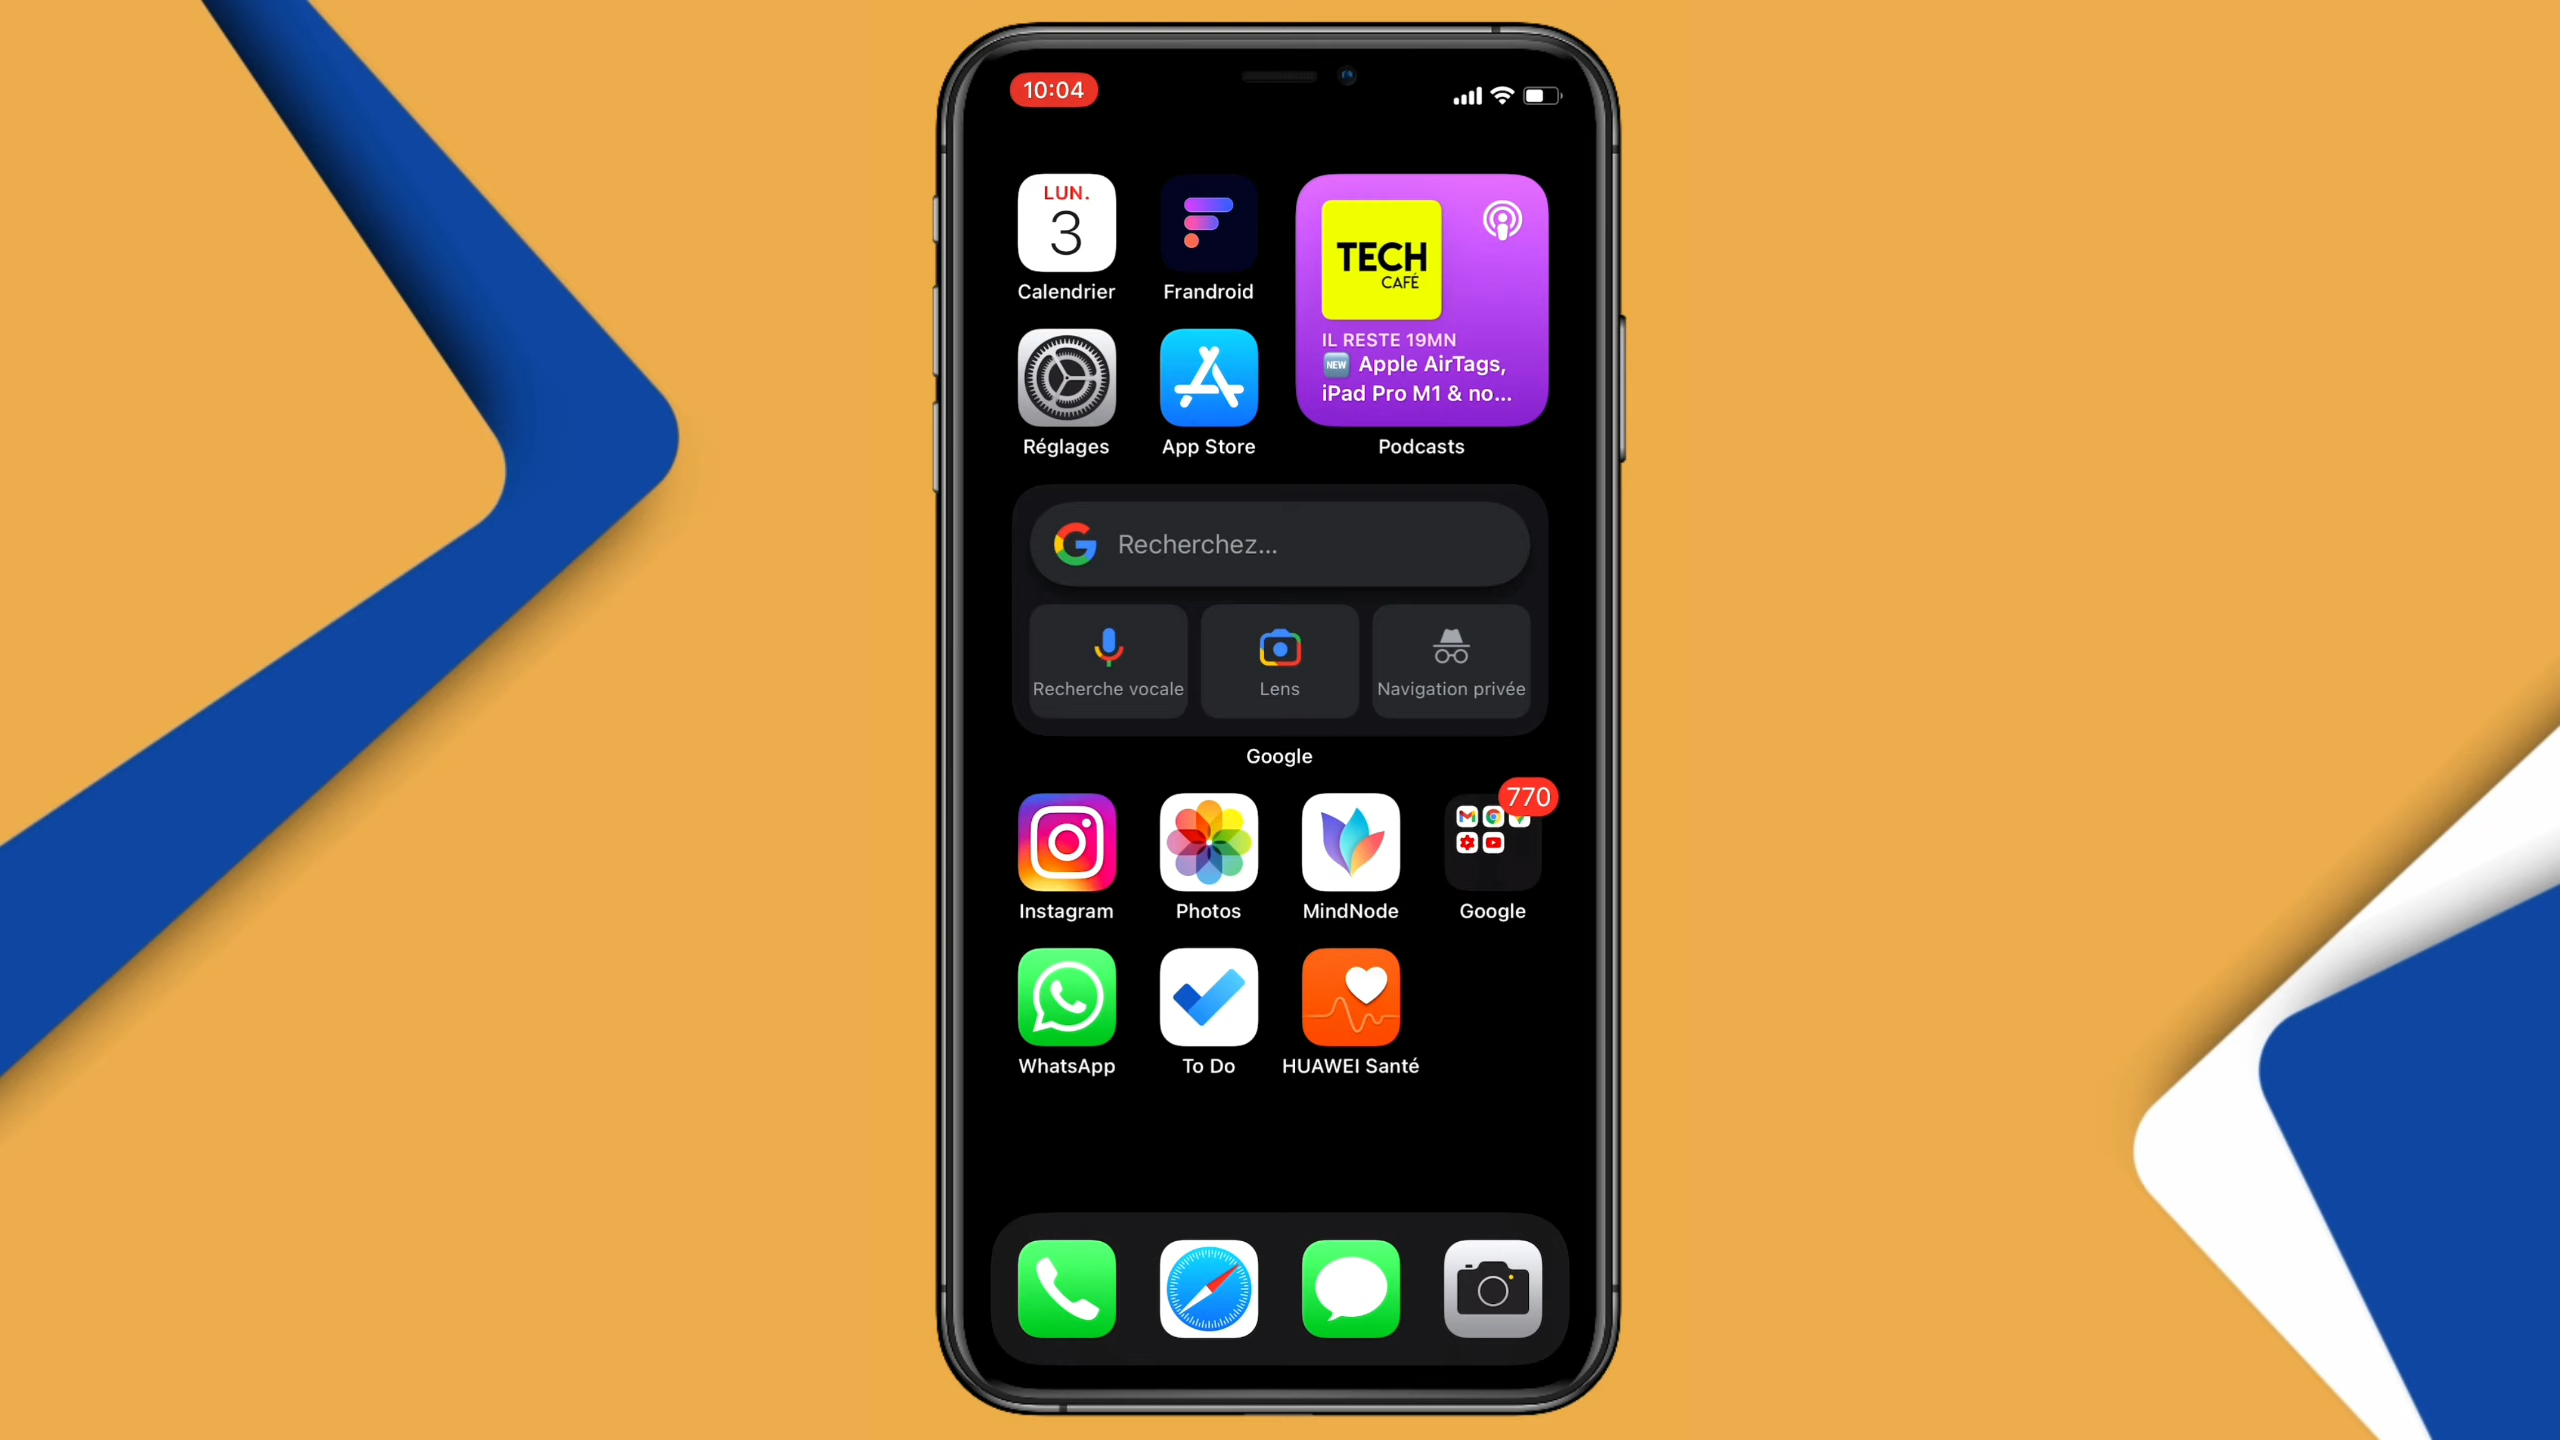 10:04
LUN.
3
Calendrier
Frandroid
TECH
CAFÉ
IL RESTE 19MN
NEW Apple AirTags,
iPad Pro M1 & no...
Réglages
App Store
Podcasts
Recherchez...
Recherche vocale
Lens
Navigation privée
Google
770
Instagram
Photos
MindNode
Google
WhatsApp
To Do
HUAWEI Santé